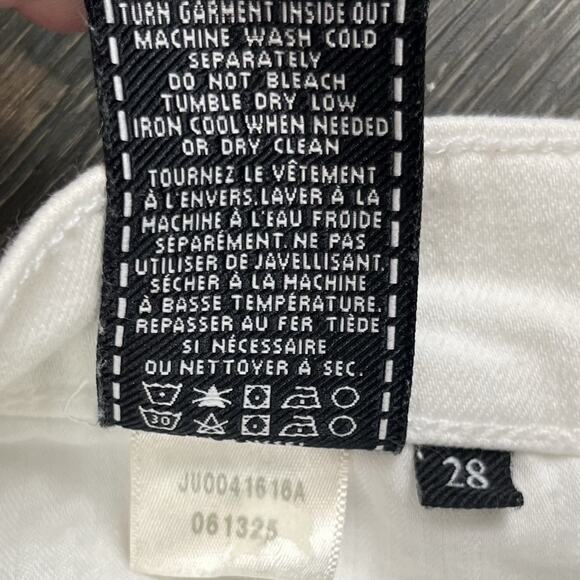 TURN GARMENT INSIDE OUT
MACHINE WASH COLD
SEPARATELY
DO NOT BLEACH
TUMBLE DRY LOW
IRON COOL WHEN NEEDED
OR DRY CLEAN
TOURNEZ LE VÊTEMENT
À L'ENVERS. LAVER À LA
MACHINE À L'EAU FROIDE
SÉPARÉMENT. NE PAS
UTILISER DE JAVELLISANT.
SÉCHER À LA MACHINE
À BASSE TEMPÉRATURE.
REPASSER AU FER TIÈDE
SI NÉCESSAIRE
OU NETTOYER À SEC.
30
JU0041616A
061325
28